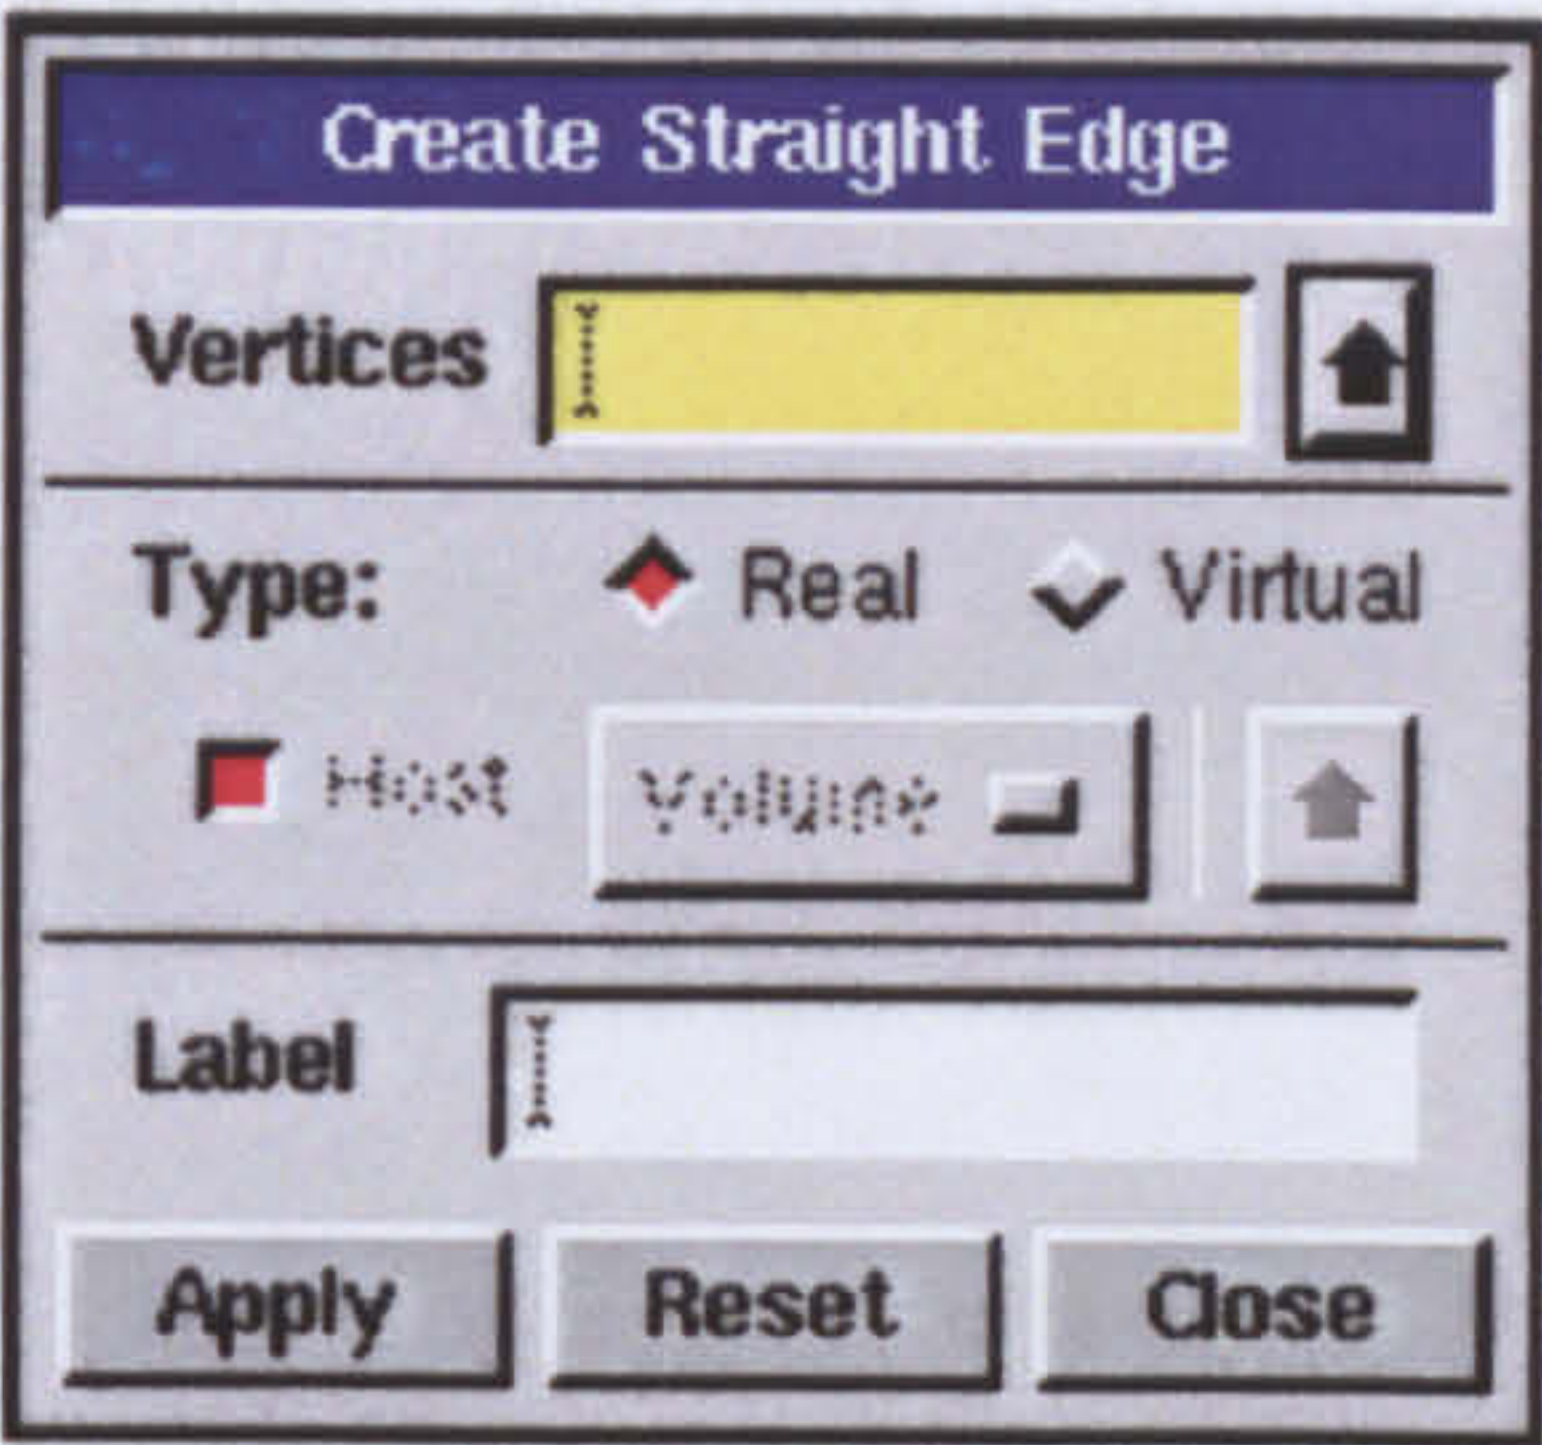 Create Straight Edge
Vertices
Type: Real Virtual
Host Volume
Label
Apply Reset Close